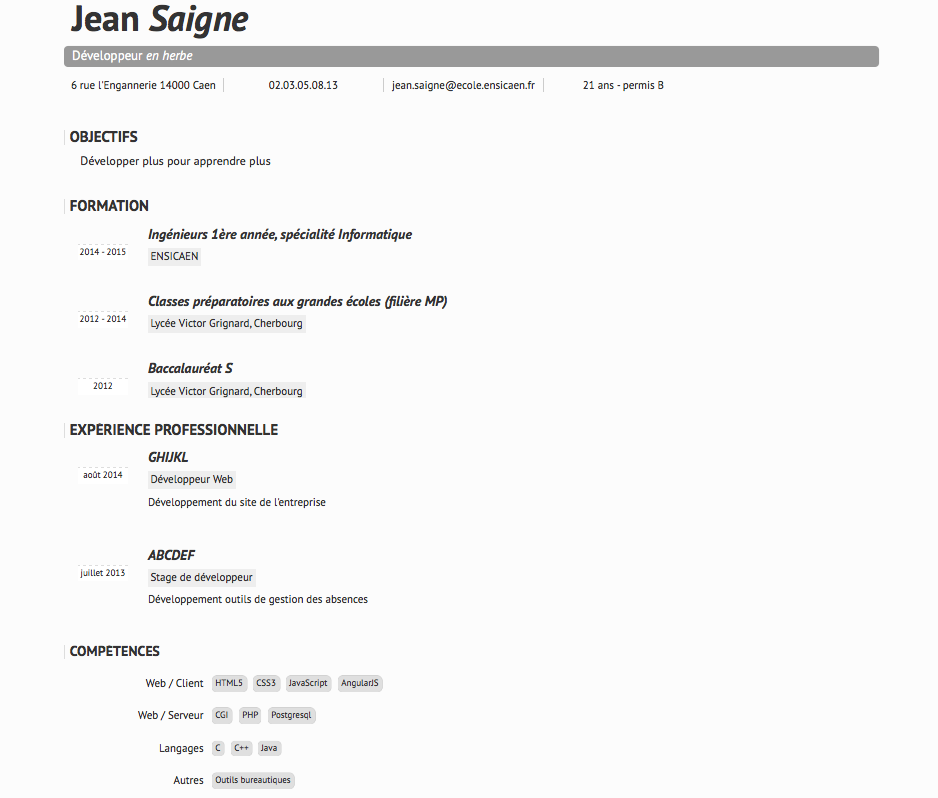 Jean Saigne
Développeur en herbe
6 rue l'Engannerie 14000 Caen 02.03.05.08.13 jean.saigne@ecole.ensicaen.fr 21 ans - permis B
OBJECTIFS
Développer plus pour apprendre plus
FORMATION
Ingénieurs 1ère année, spécialité Informatique
2014 - 2015
ENSICAEN
Classes préparatoires aux grandes écoles (filière MP)
2012 - 2014
Lycée Victor Grignard, Cherbourg
Baccalauréat S
2012
Lycée Victor Grignard, Cherbourg
EXPÉRIENCE PROFESSIONNELLE
GHIJKL
août 2014
Développeur Web
Développement du site de l'entreprise
ABCDEF
juillet 2013
Stage de développeur
Développement outils de gestion des absences
COMPÉTENCES
Web / Client HTML5 CSS3 JavaScript AngularJS
Web / Serveur CGI PHP Postgresql
Langages C C++ Java
Autres Outils bureautiques